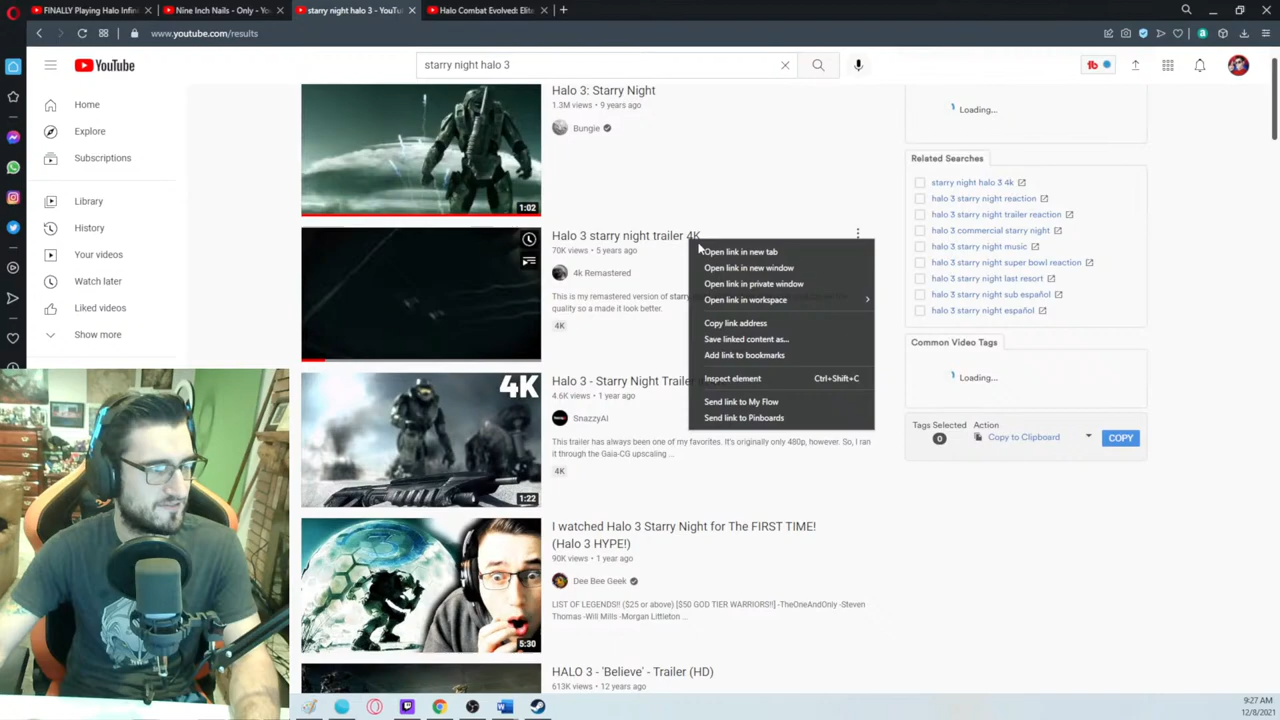 FINALLY Playing Halo Infini
Nine Inch Nails - Only - Yo
starry night halo 3 - YouTu
Halo Combat Evolved: Elite
www.youtube.com/results
YouTube
starry night halo 3
Home
Explore
Subscriptions
Library
History
Your videos
Watch later
Liked videos
Show more
Halo 3: Starry Night
1.3M views • 9 years ago
Bungie
1:02
Halo 3 starry night trailer 4K
70K views • 5 years ago
4k Remastered
This is my remastered version of starry
quality so a made it look better.
4K
Open link in new tab
Open link in new window
Open link in private window
Open link in workspace
Copy link address
Save linked content as...
Add link to bookmarks
Inspect element Ctrl+Shift+C
Send link to My Flow
Send link to Pinboards
4K
Halo 3 - Starry Night Trailer
4.6K views • 1 year ago
SnazzyAI
This trailer has always been one of my favorites. It's originally only 480p, however. So, I ran
it through the Gaia-CG upscaling ...
4K
1:22
I watched Halo 3 Starry Night for The FIRST TIME!
(Halo 3 HYPE!)
90K views • 1 year ago
Dee Bee Geek
LIST OF LEGENDS!! ($25 or above) [$50 GOD TIER WARRIORS!!] -TheOneAndOnly -Steven
Thomas -Will Mills -Morgan Littleton ...
5:30
HALO 3 - 'Believe' - Trailer (HD)
613K views • 12 years ago
Loading...
Related Searches
starry night halo 3 4k
halo 3 starry night reaction
halo 3 starry night trailer reaction
halo 3 commercial starry night
halo 3 starry night music
halo 3 starry night super bowl reaction
halo 3 starry night last resort
halo 3 starry night sub español
halo 3 starry night español
Common Video Tags
Loading...
Tags Selected
0
Action
Copy to Clipboard
COPY
9:27 AM
12/8/2021